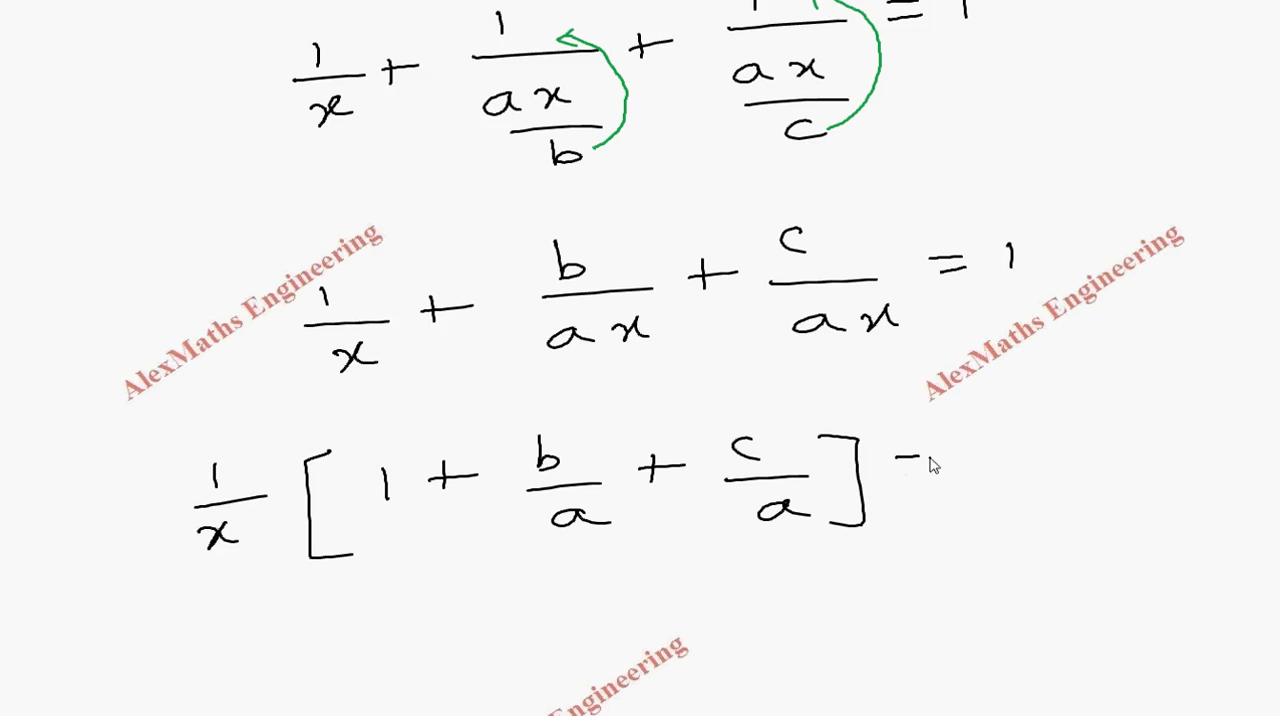 1/x + 1/(ax/b) + 1/(ax/c) = 1
1/x + b/(ax) + c/(ax) = 1
AlexMaths Engineering
AlexMaths Engineering
1/x [ 1 + b/a + c/a ] -
Engineering